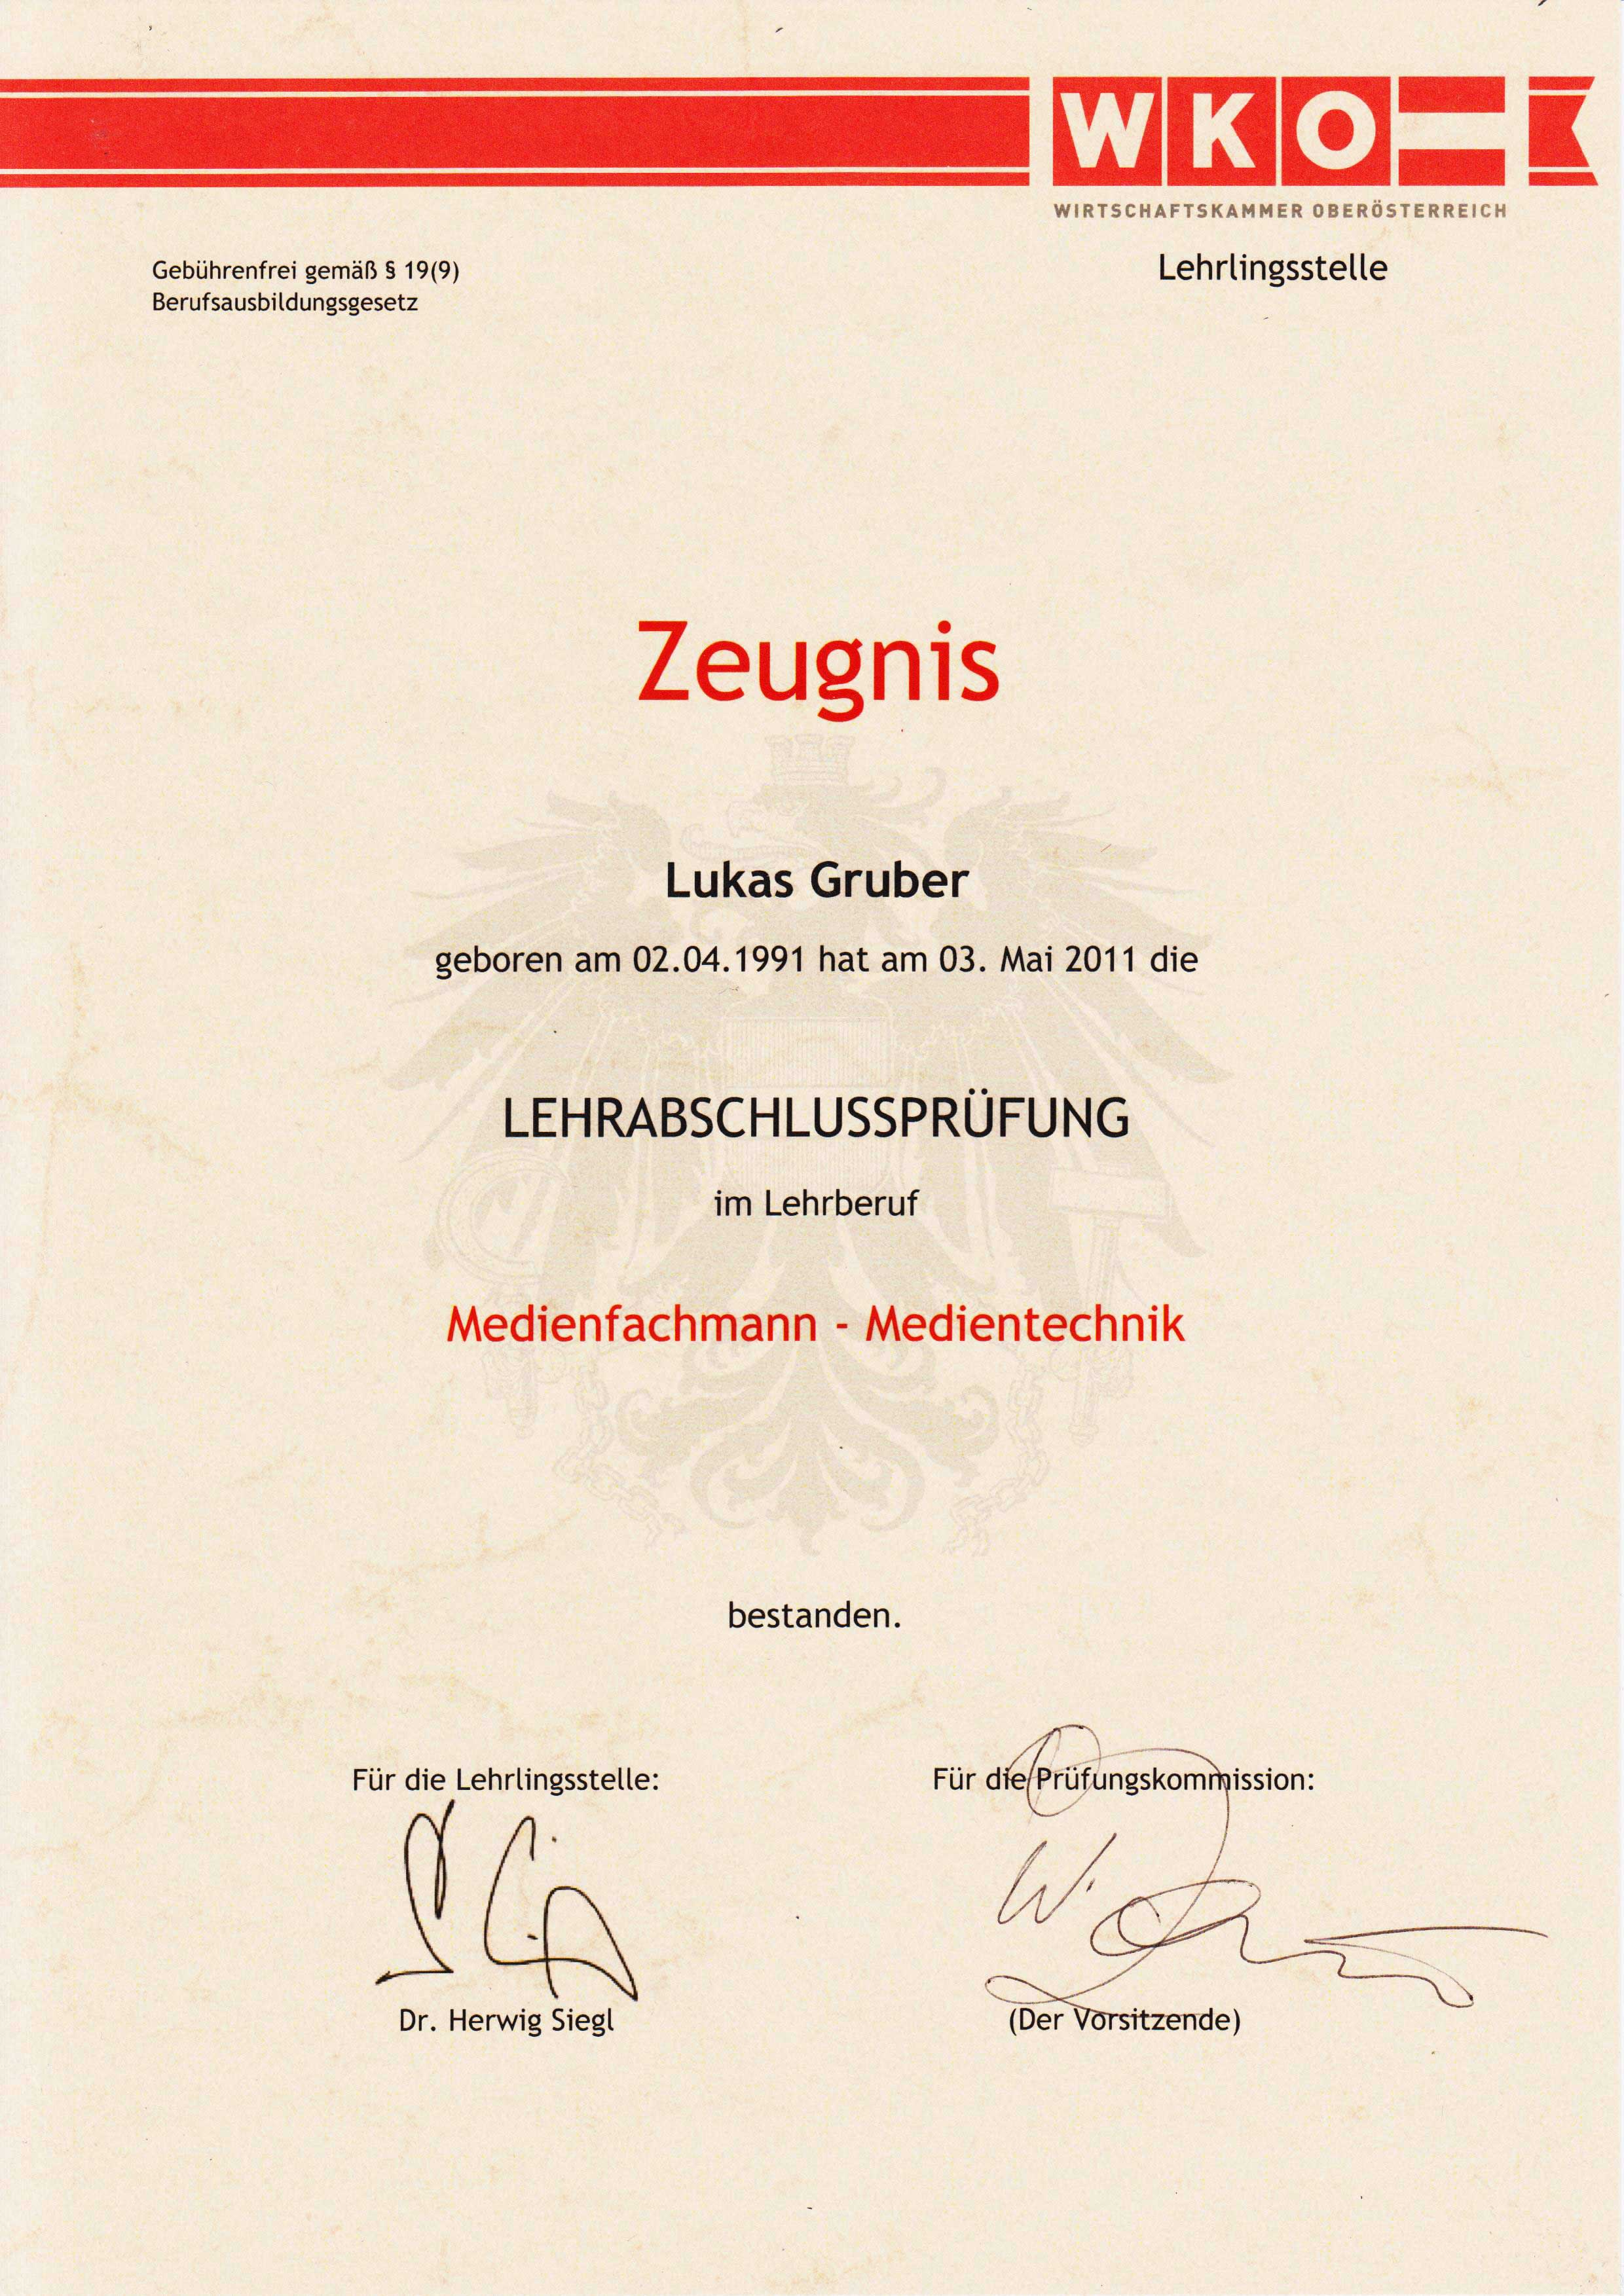 WKO
WIRTSCHAFTSKAMMER OBERÖSTERREICH
Gebührenfrei gemäß § 19(9)
Berufsausbildungsgesetz
Lehrlingsstelle
Zeugnis
Lukas Gruber
geboren am 02.04.1991 hat am 03. Mai 2011 die
LEHRABSCHLUSSPRÜFUNG
im Lehrberuf
Medienfachmann - Medientechnik
bestanden.
Für die Lehrlingsstelle:
Für die Prüfungskommission:
Dr. Herwig Siegl
(Der Vorsitzende)